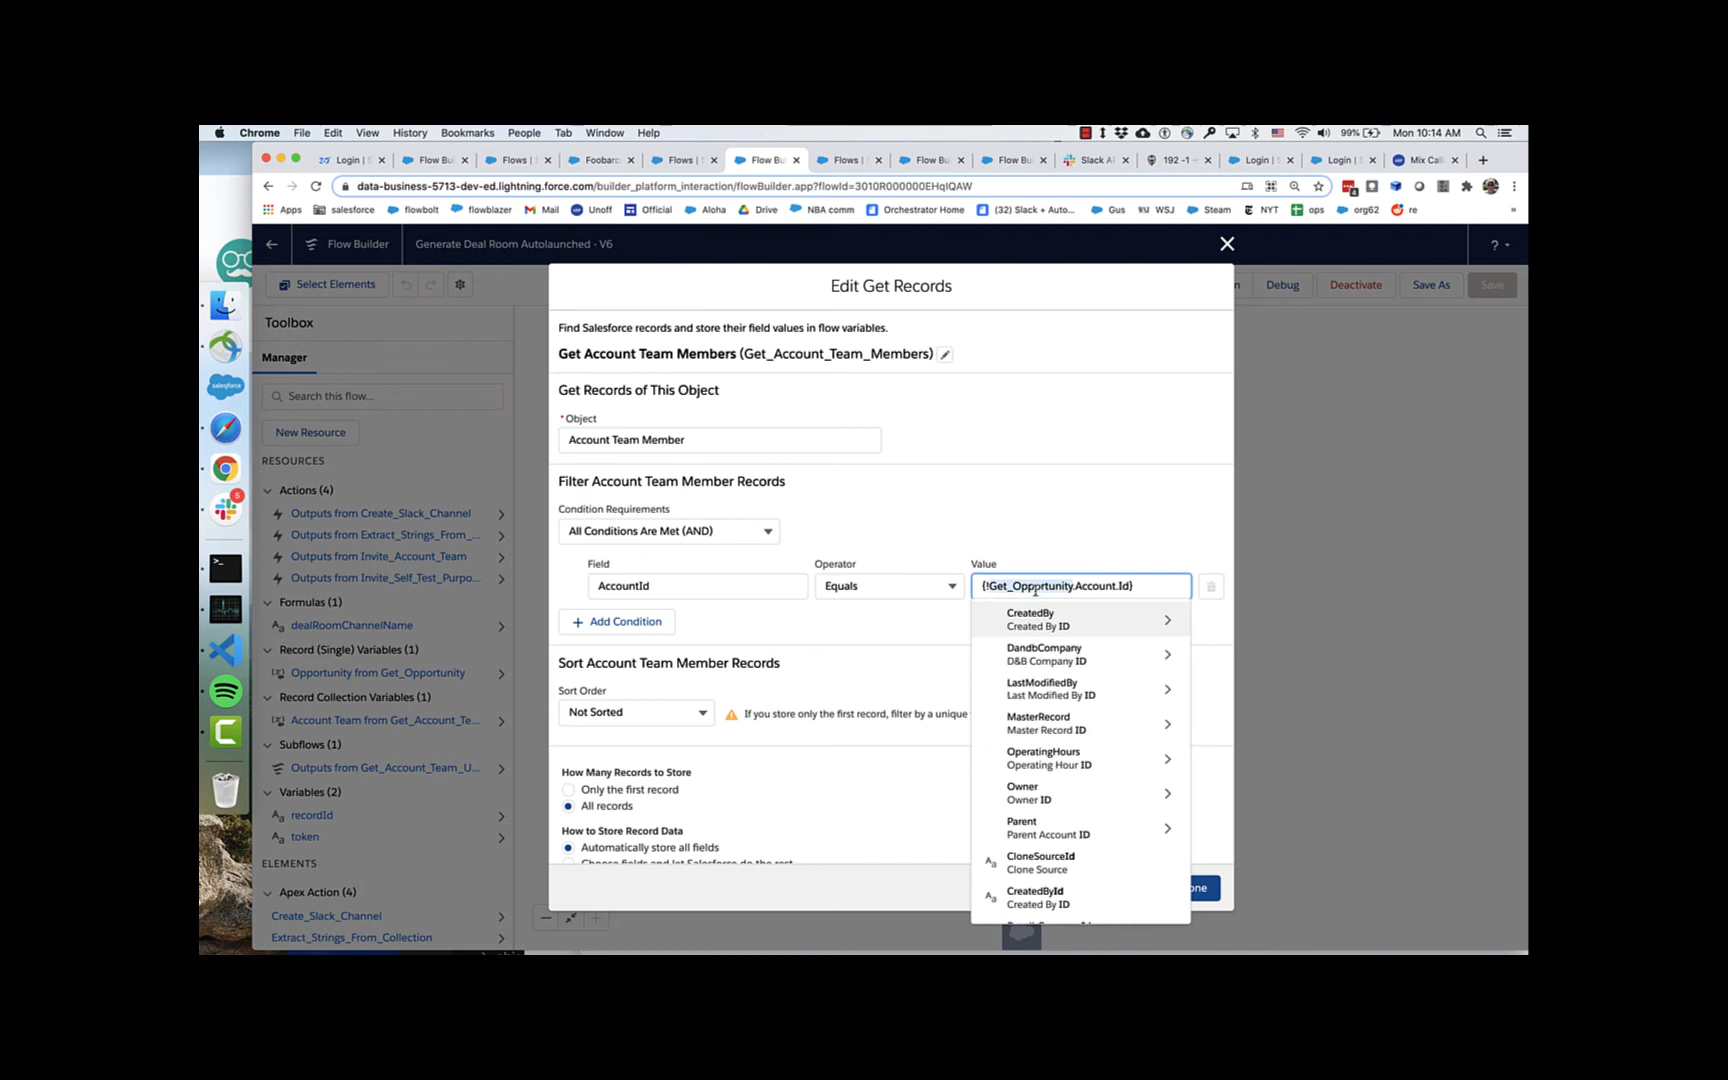 Chrome File Edit View History Bookmarks People Tab Window Help 99% Mon 10:14 AM
Login | Flow Bu Flows | Foobar Flows | Flow Bu Flows | Flow Bu Flow Bu Slack A 192 -1 Login | Login | Mix Cal
data-business-5713-dev-ed.lightning.force.com/builder_platform_interaction/flowBuilder.app?flowId=3010R000000EHqIQAW
Apps salesforce flowbolt flowblazer Mail Unoff Official Aloha Drive NBA comm Orchestrator Home (32) Slack + Auto... Gus WSJ Steam NYT ops org62 re »
Flow Builder Generate Deal Room Autolaunched - V6 ?
Select Elements Debug Deactivate Save As Save
Edit Get Records
Toolbox
Manager
Search this flow...
New Resource
RESOURCES
Actions (4)
Outputs from Create_Slack_Channel
Outputs from Extract_Strings_From_...
Outputs from Invite_Account_Team
Outputs from Invite_Self_Test_Purpo...
Formulas (1)
dealRoomChannelName
Record (Single) Variables (1)
Opportunity from Get_Opportunity
Record Collection Variables (1)
Account Team from Get_Account_Te...
Subflows (1)
Outputs from Get_Account_Team_U...
Variables (2)
recordId
token
ELEMENTS
Apex Action (4)
Create_Slack_Channel
Extract_Strings_From_Collection
Find Salesforce records and store their field values in flow variables.
Get Account Team Members (Get_Account_Team_Members)
Get Records of This Object
*Object
Account Team Member
Filter Account Team Member Records
Condition Requirements
All Conditions Are Met (AND)
Field Operator Value
AccountId Equals {!Get_Opportunity.Account.Id}
Add Condition
Sort Account Team Member Records
Sort Order
Not Sorted If you store only the first record, filter by a unique
How Many Records to Store
Only the first record
All records
How to Store Record Data
Automatically store all fields
Choose fields and let Salesforce do the rest
CreatedBy
Created By ID
DandbCompany
D&B Company ID
LastModifiedBy
Last Modified By ID
MasterRecord
Master Record ID
OperatingHours
Operating Hour ID
Owner
Owner ID
Parent
Parent Account ID
CloneSourceId
Clone Source
CreatedById
Created By ID
one
salesforce
5